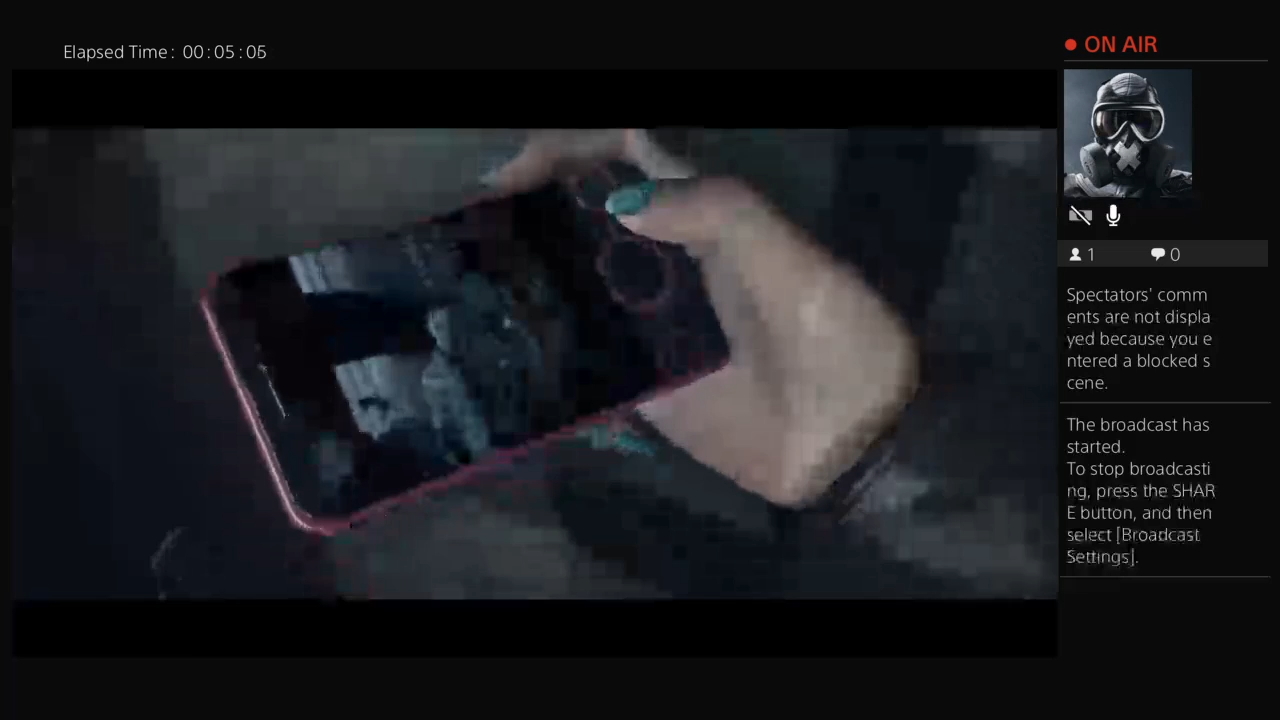 Elapsed Time: 00:05:05
ON AIR
1
0
Spectators' comm
ents are not displa
yed because you e
ntered a blocked s
cene.
The broadcast has
started.
To stop broadcasti
ng, press the SHAR
E button, and then
select [Broadcast
Settings].